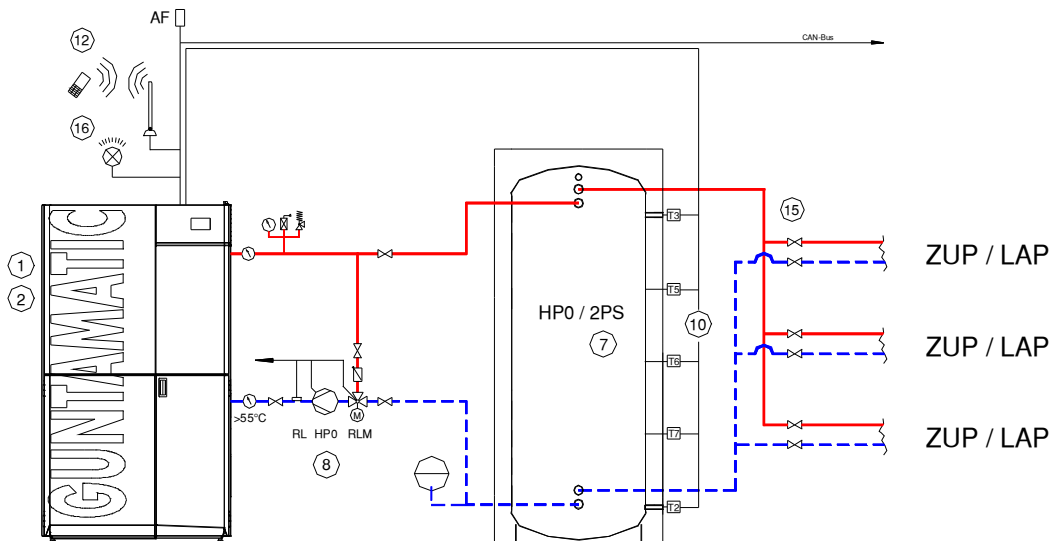 AF
CAN-Bus
12
16
1
2
GUNTAMATIC
>55°C
RL HP0 RLM
M
8
HP0 / 2PS
7
T3
T5
T6
T7
T2
10
15
ZUP / LAP
ZUP / LAP
ZUP / LAP